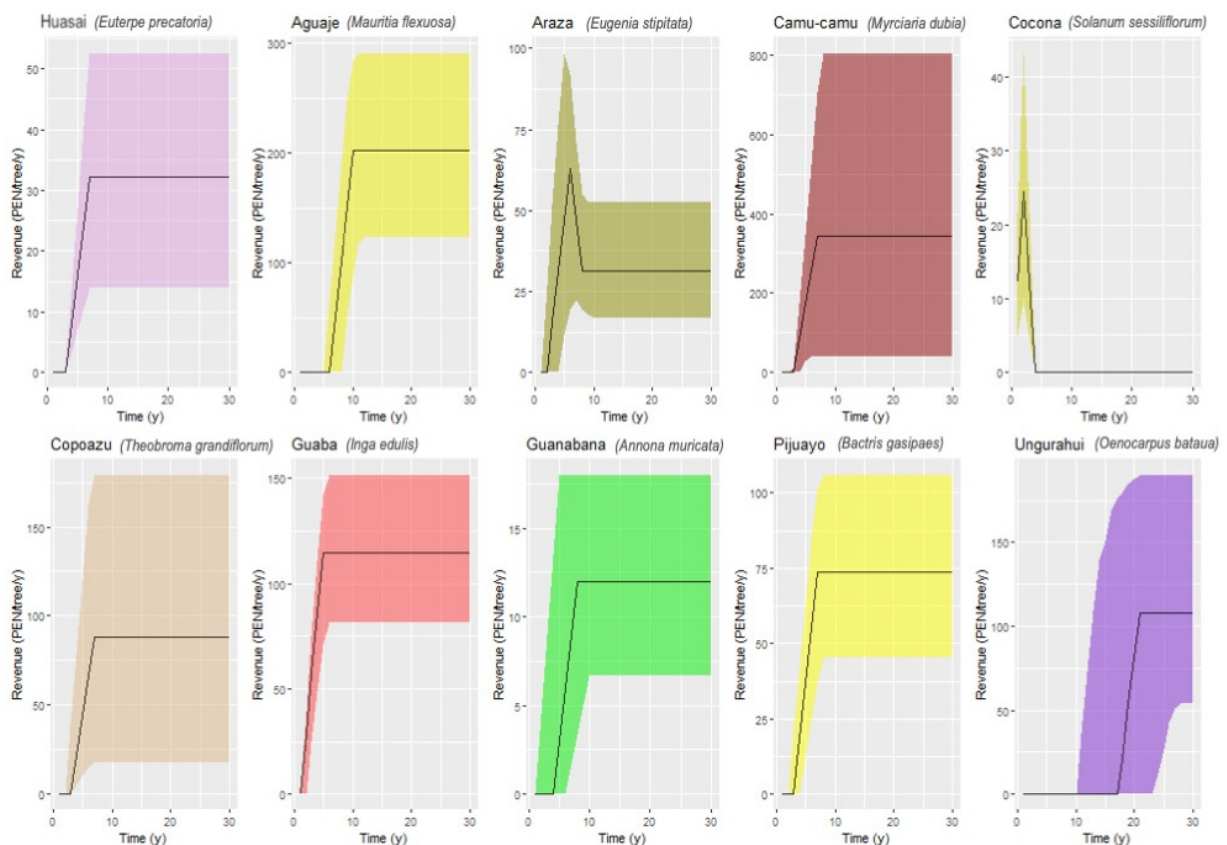 Huasai (Euterpe precatoria)
Revenue (PEN/tree/y)
50
40
30
20
10
0
0 10 20 30
Time (y)
Aguaje (Mauritia flexuosa)
Revenue (PEN/tree/y)
300
200
100
0
0 10 20 30
Time (y)
Araza (Eugenia stipitata)
Revenue (PEN/tree/y)
100
75
50
25
0
0 10 20 30
Time (y)
Camu-camu (Myrciaria dubia)
Revenue (PEN/tree/y)
800
600
400
200
0
0 10 20 30
Time (y)
Cocona (Solanum sessiliflorum)
Revenue (PEN/tree/y)
40
30
20
10
0
0 10 20 30
Time (y)
Copoazu (Theobroma grandiflorum)
Revenue (PEN/tree/y)
150
100
50
0
0 10 20 30
Time (y)
Guaba (Inga edulis)
Revenue (PEN/tree/y)
150
100
50
0
0 10 20 30
Time (y)
Guanabana (Annona muricata)
Revenue (PEN/tree/y)
15
10
5
0
0 10 20 30
Time (y)
Pijuayo (Bactris gasipaes)
Revenue (PEN/tree/y)
100
75
50
25
0
0 10 20 30
Time (y)
Ungurahui (Oenocarpus bataua)
Revenue (PEN/tree/y)
150
100
50
0
0 10 20 30
Time (y)